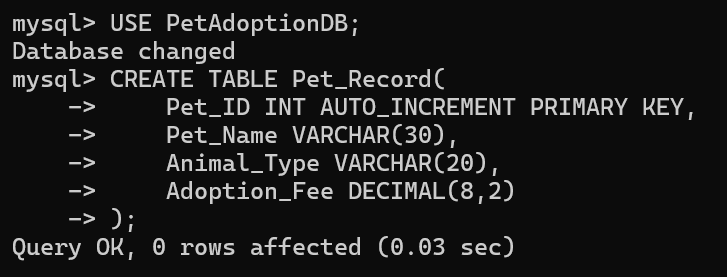 mysql> USE PetAdoptionDB;
Database changed
mysql> CREATE TABLE Pet_Record(
    ->     Pet_ID INT AUTO_INCREMENT PRIMARY KEY,
    ->     Pet_Name VARCHAR(30),
    ->     Animal_Type VARCHAR(20),
    ->     Adoption_Fee DECIMAL(8,2)
    -> );
Query OK, 0 rows affected (0.03 sec)